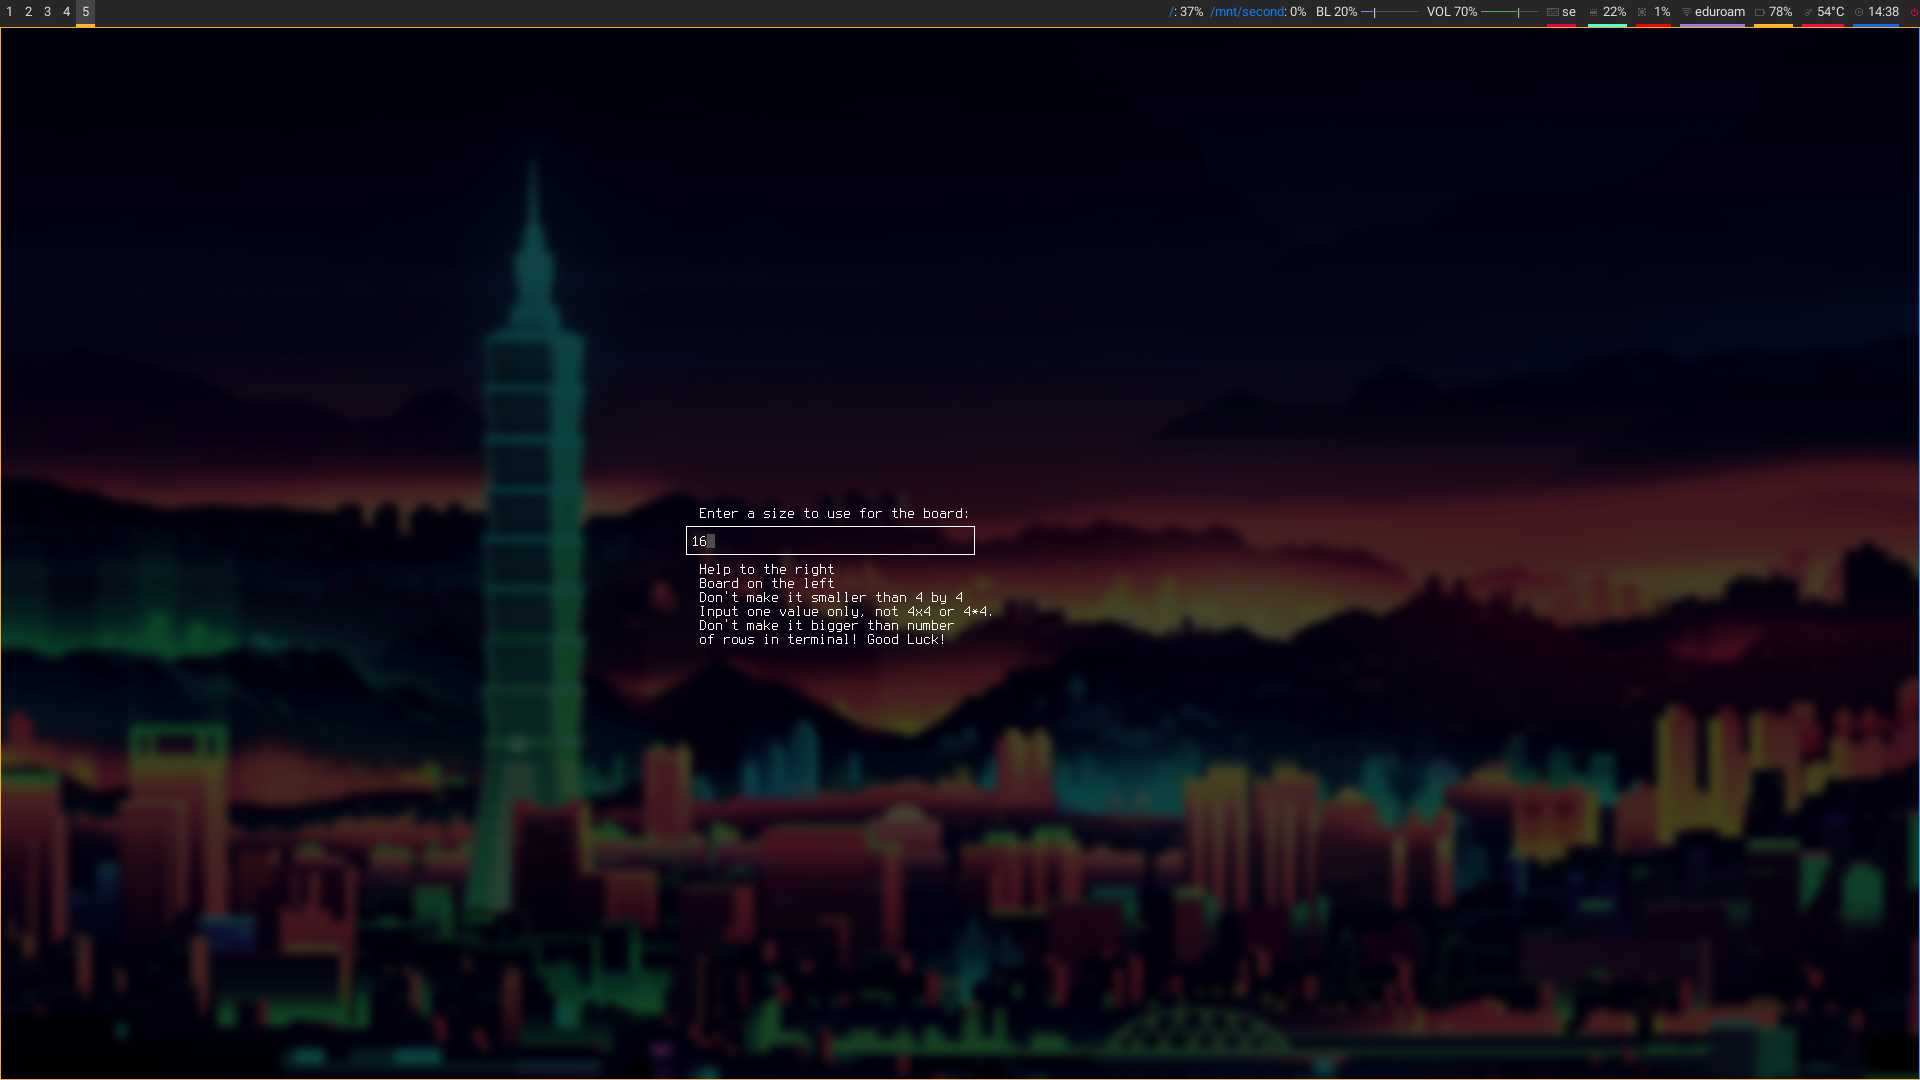 1 2 3 4 5
/: 37% /mnt/second: 0% BL 20% VOL 70% se 22% 1% eduroam 78% 54°C 14:38
Enter a size to use for the board:
16
Help to the right
Board on the left
Don't make it smaller than 4 by 4
Input one value only, not 4x4 or 4*4.
Don't make it bigger than number
of rows in terminal! Good Luck!